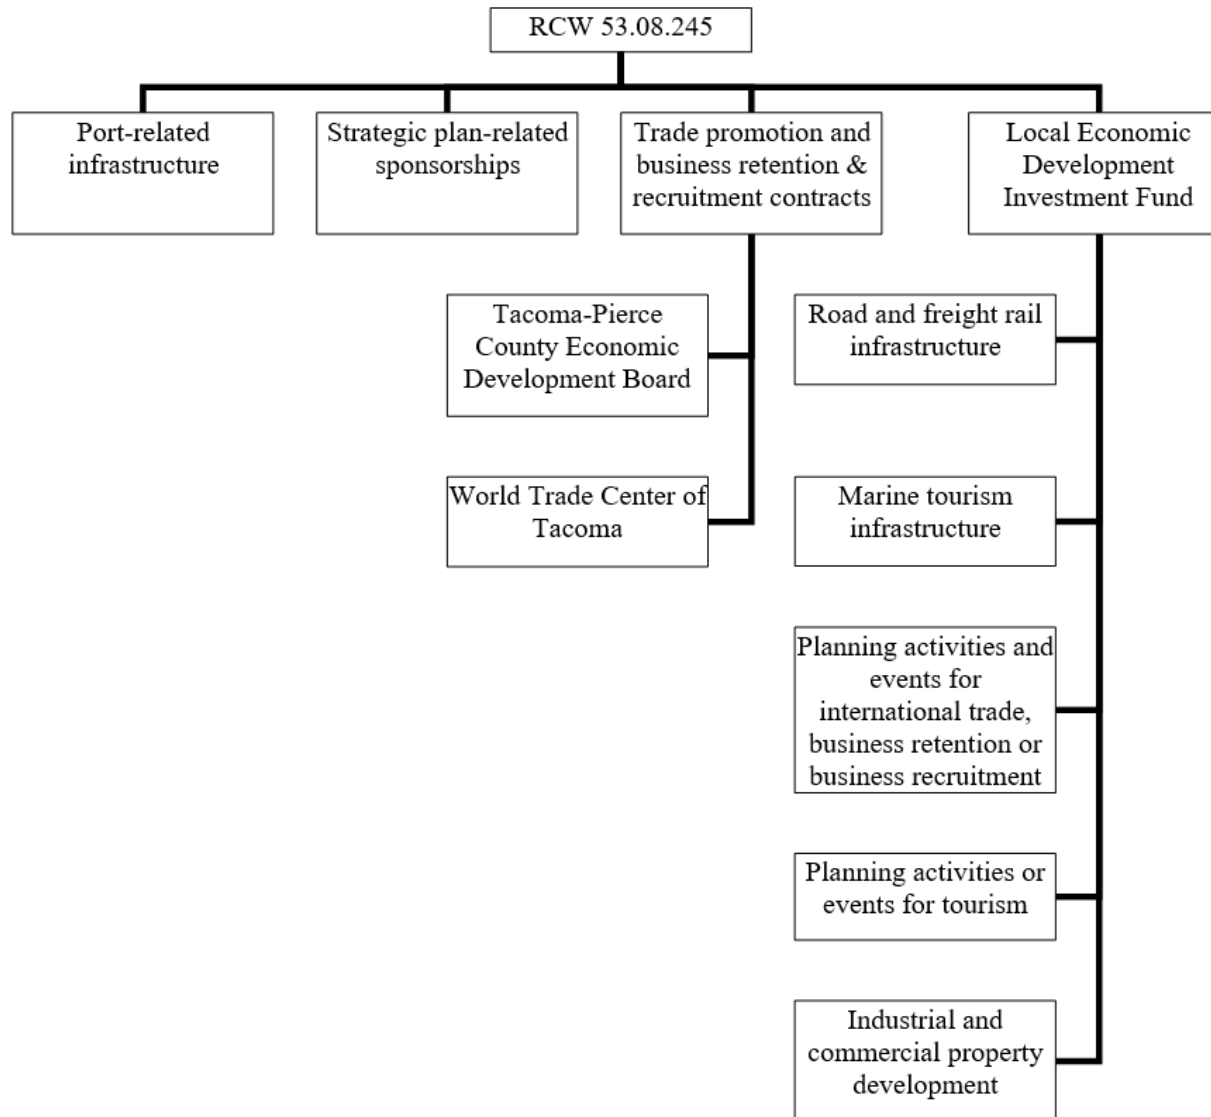 RCW 53.08.245
Port-related
infrastructure
Strategic plan-related
sponsorships
Trade promotion and
business retention &
recruitment contracts
Local Economic
Development
Investment Fund
Tacoma-Pierce
County Economic
Development Board
World Trade Center of
Tacoma
Road and freight rail
infrastructure
Marine tourism
infrastructure
Planning activities and
events for
international trade,
business retention or
business recruitment
Planning activities or
events for tourism
Industrial and
commercial property
development